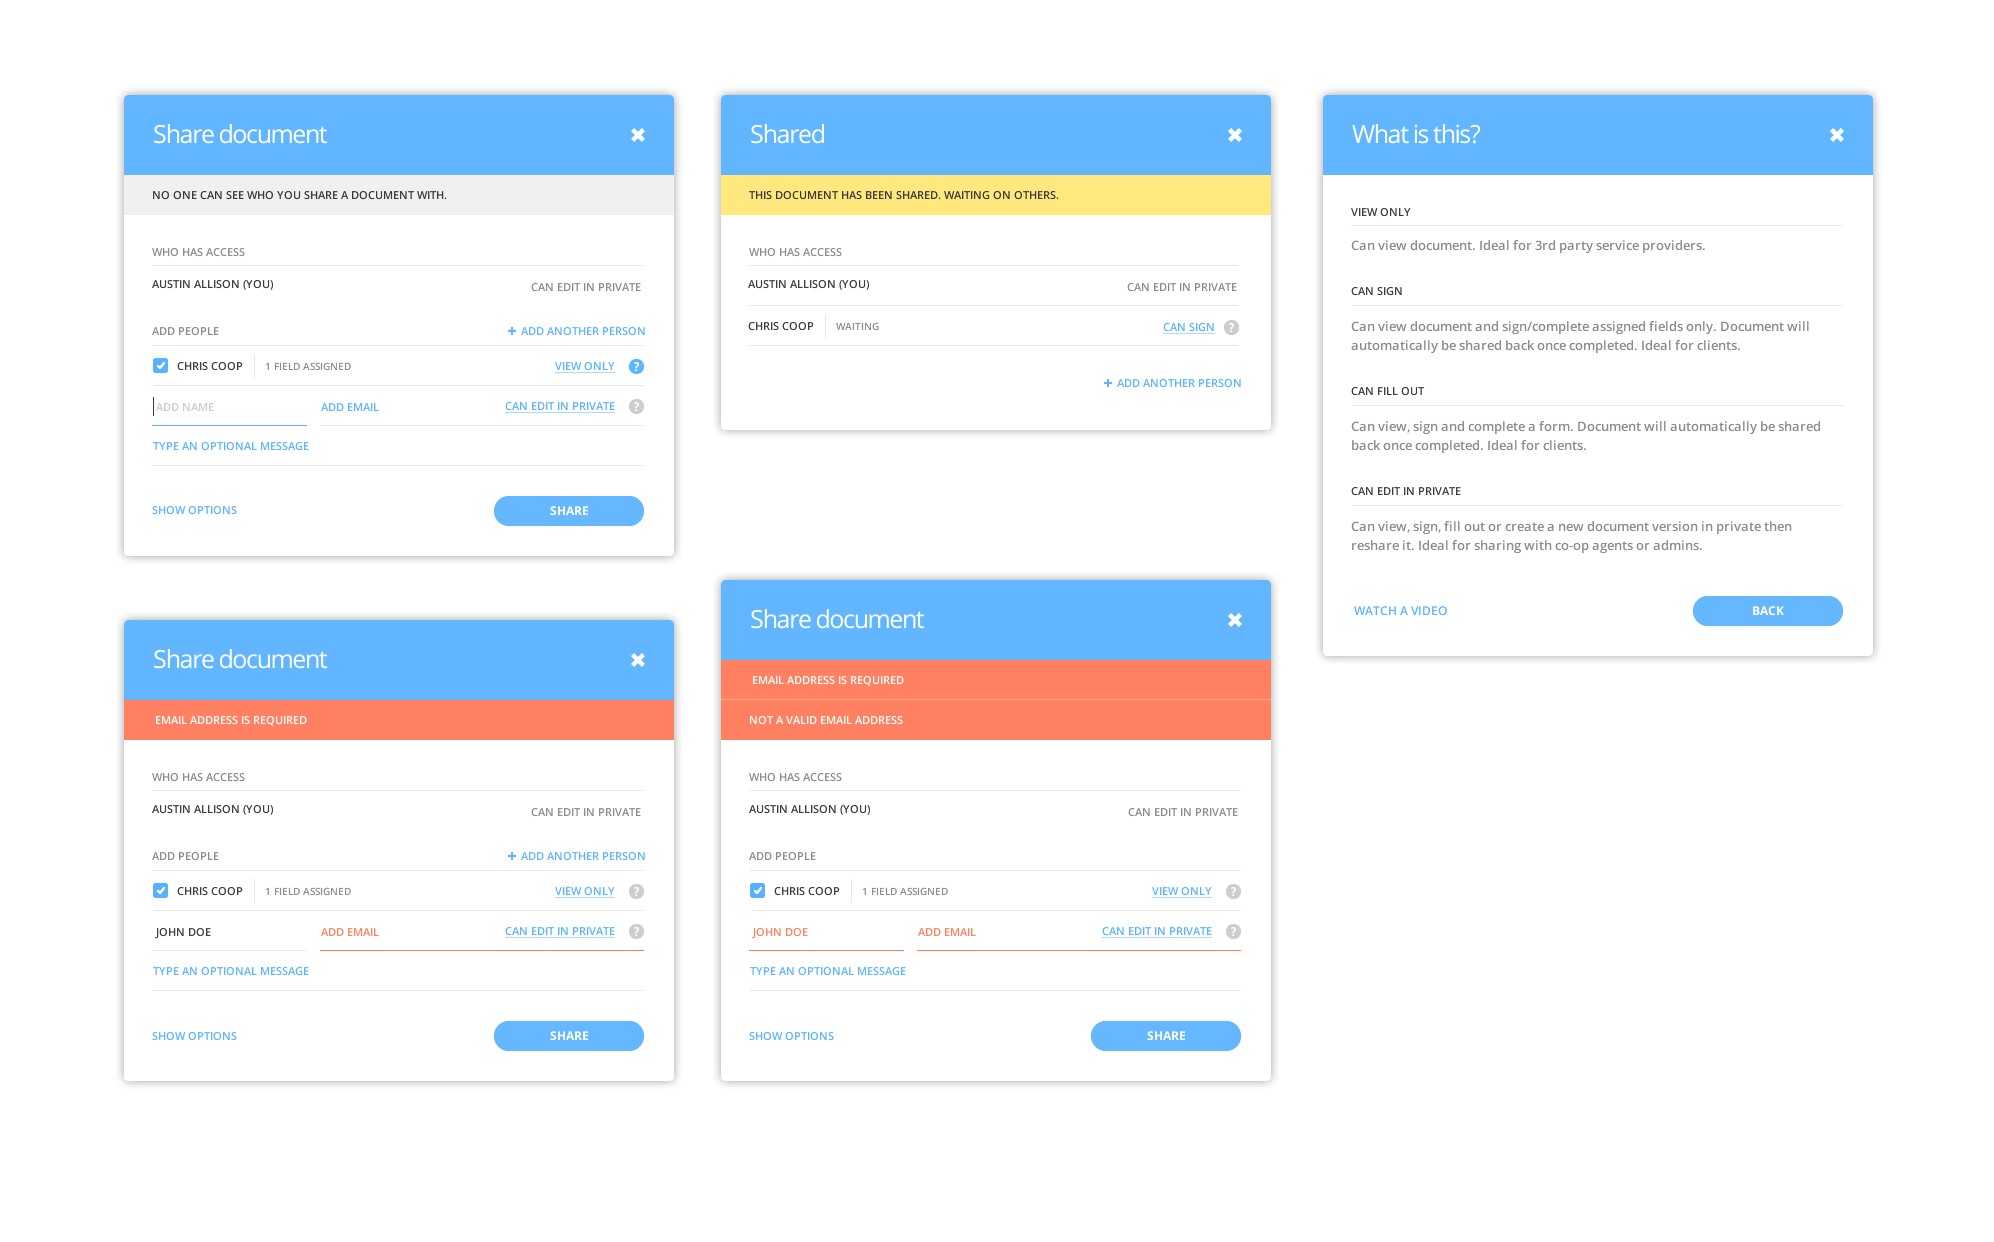 Share document
NO ONE CAN SEE WHO YOU SHARE A DOCUMENT WITH.
WHO HAS ACCESS
AUSTIN ALLISON (YOU) CAN EDIT IN PRIVATE
ADD PEOPLE + ADD ANOTHER PERSON
CHRIS COOP 1 FIELD ASSIGNED VIEW ONLY ?
ADD NAME ADD EMAIL CAN EDIT IN PRIVATE ?
TYPE AN OPTIONAL MESSAGE
SHOW OPTIONS SHARE
Shared
THIS DOCUMENT HAS BEEN SHARED. WAITING ON OTHERS.
WHO HAS ACCESS
AUSTIN ALLISON (YOU) CAN EDIT IN PRIVATE
CHRIS COOP WAITING CAN SIGN ?
+ ADD ANOTHER PERSON
What is this?
VIEW ONLY
Can view document. Ideal for 3rd party service providers.
CAN SIGN
Can view document and sign/complete assigned fields only. Document will
automatically be shared back once completed. Ideal for clients.
CAN FILL OUT
Can view, sign and complete a form. Document will automatically be shared
back once completed. Ideal for clients.
CAN EDIT IN PRIVATE
Can view, sign, fill out or create a new document version in private then
reshare it. Ideal for sharing with co-op agents or admins.
WATCH A VIDEO BACK
Share document
EMAIL ADDRESS IS REQUIRED
WHO HAS ACCESS
AUSTIN ALLISON (YOU) CAN EDIT IN PRIVATE
ADD PEOPLE + ADD ANOTHER PERSON
CHRIS COOP 1 FIELD ASSIGNED VIEW ONLY ?
JOHN DOE ADD EMAIL CAN EDIT IN PRIVATE ?
TYPE AN OPTIONAL MESSAGE
SHOW OPTIONS SHARE
Share document
EMAIL ADDRESS IS REQUIRED
NOT A VALID EMAIL ADDRESS
WHO HAS ACCESS
AUSTIN ALLISON (YOU) CAN EDIT IN PRIVATE
ADD PEOPLE
CHRIS COOP 1 FIELD ASSIGNED VIEW ONLY ?
JOHN DOE ADD EMAIL CAN EDIT IN PRIVATE ?
TYPE AN OPTIONAL MESSAGE
SHOW OPTIONS SHARE